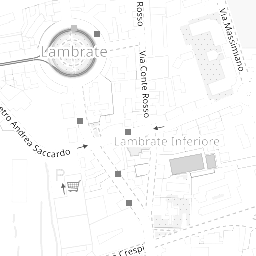 Rosso
Via Massimiano
Lambrate
Via Conte Rosso
etro Andrea Saccardo
Lambrate Inferiore
P
Crespi